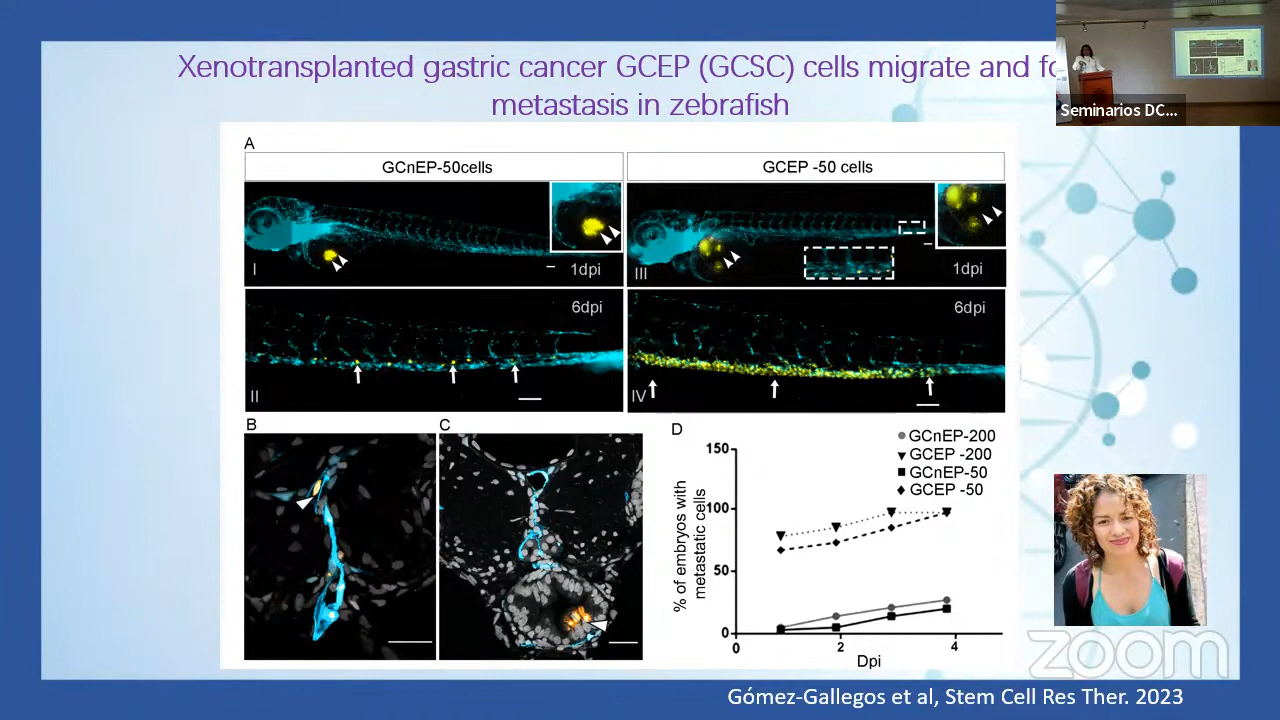 Xenotransplanted gastric cancer GCEP (GCSC) cells migrate and fo
metastasis in zebrafish
Seminarios DC...
A
GCnEP-50cells
GCEP -50 cells
I
1dpi
III
1dpi
6dpi
II
6dpi
IV
B
C
D
GCnEP-200
GCEP -200
GCnEP-50
GCEP -50
% of embryos with
metastatic cells
150
100
50
0
0
2
4
Dpi
zoom
Gómez-Gallegos et al, Stem Cell Res Ther. 2023